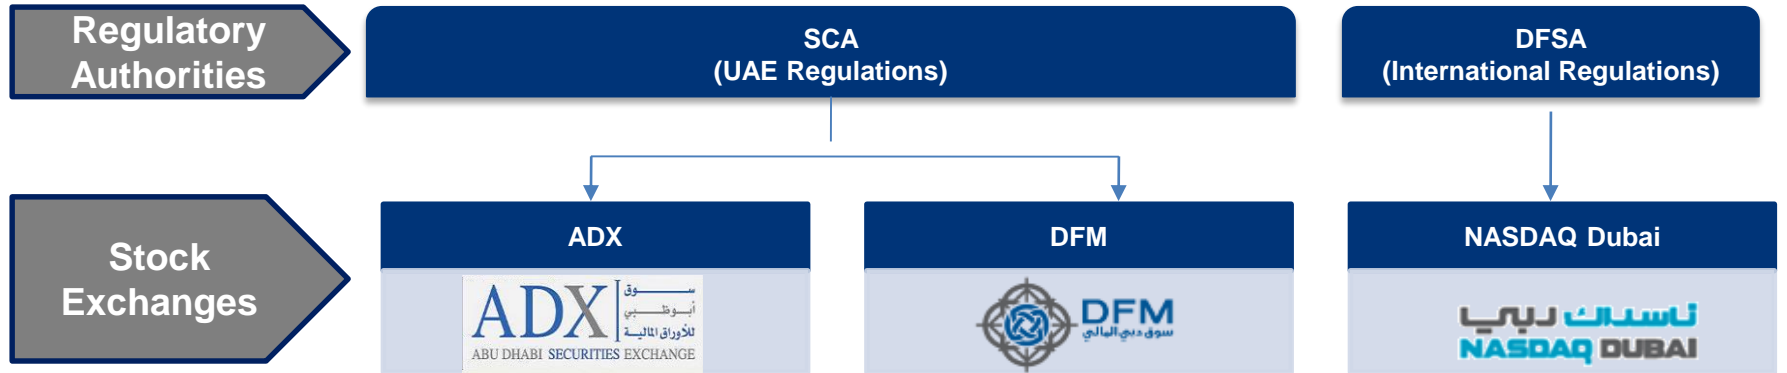 Regulatory
Authorities
SCA
(UAE Regulations)
DFSA
(International Regulations)
Stock
Exchanges
ADX
DFM
NASDAQ Dubai
ADX
سوق
أبوظبي
للأوراق المالية
ABU DHABI SECURITIES EXCHANGE
DFM
سوق دبي المالي
ناسداك دبي
NASDAQ DUBAI